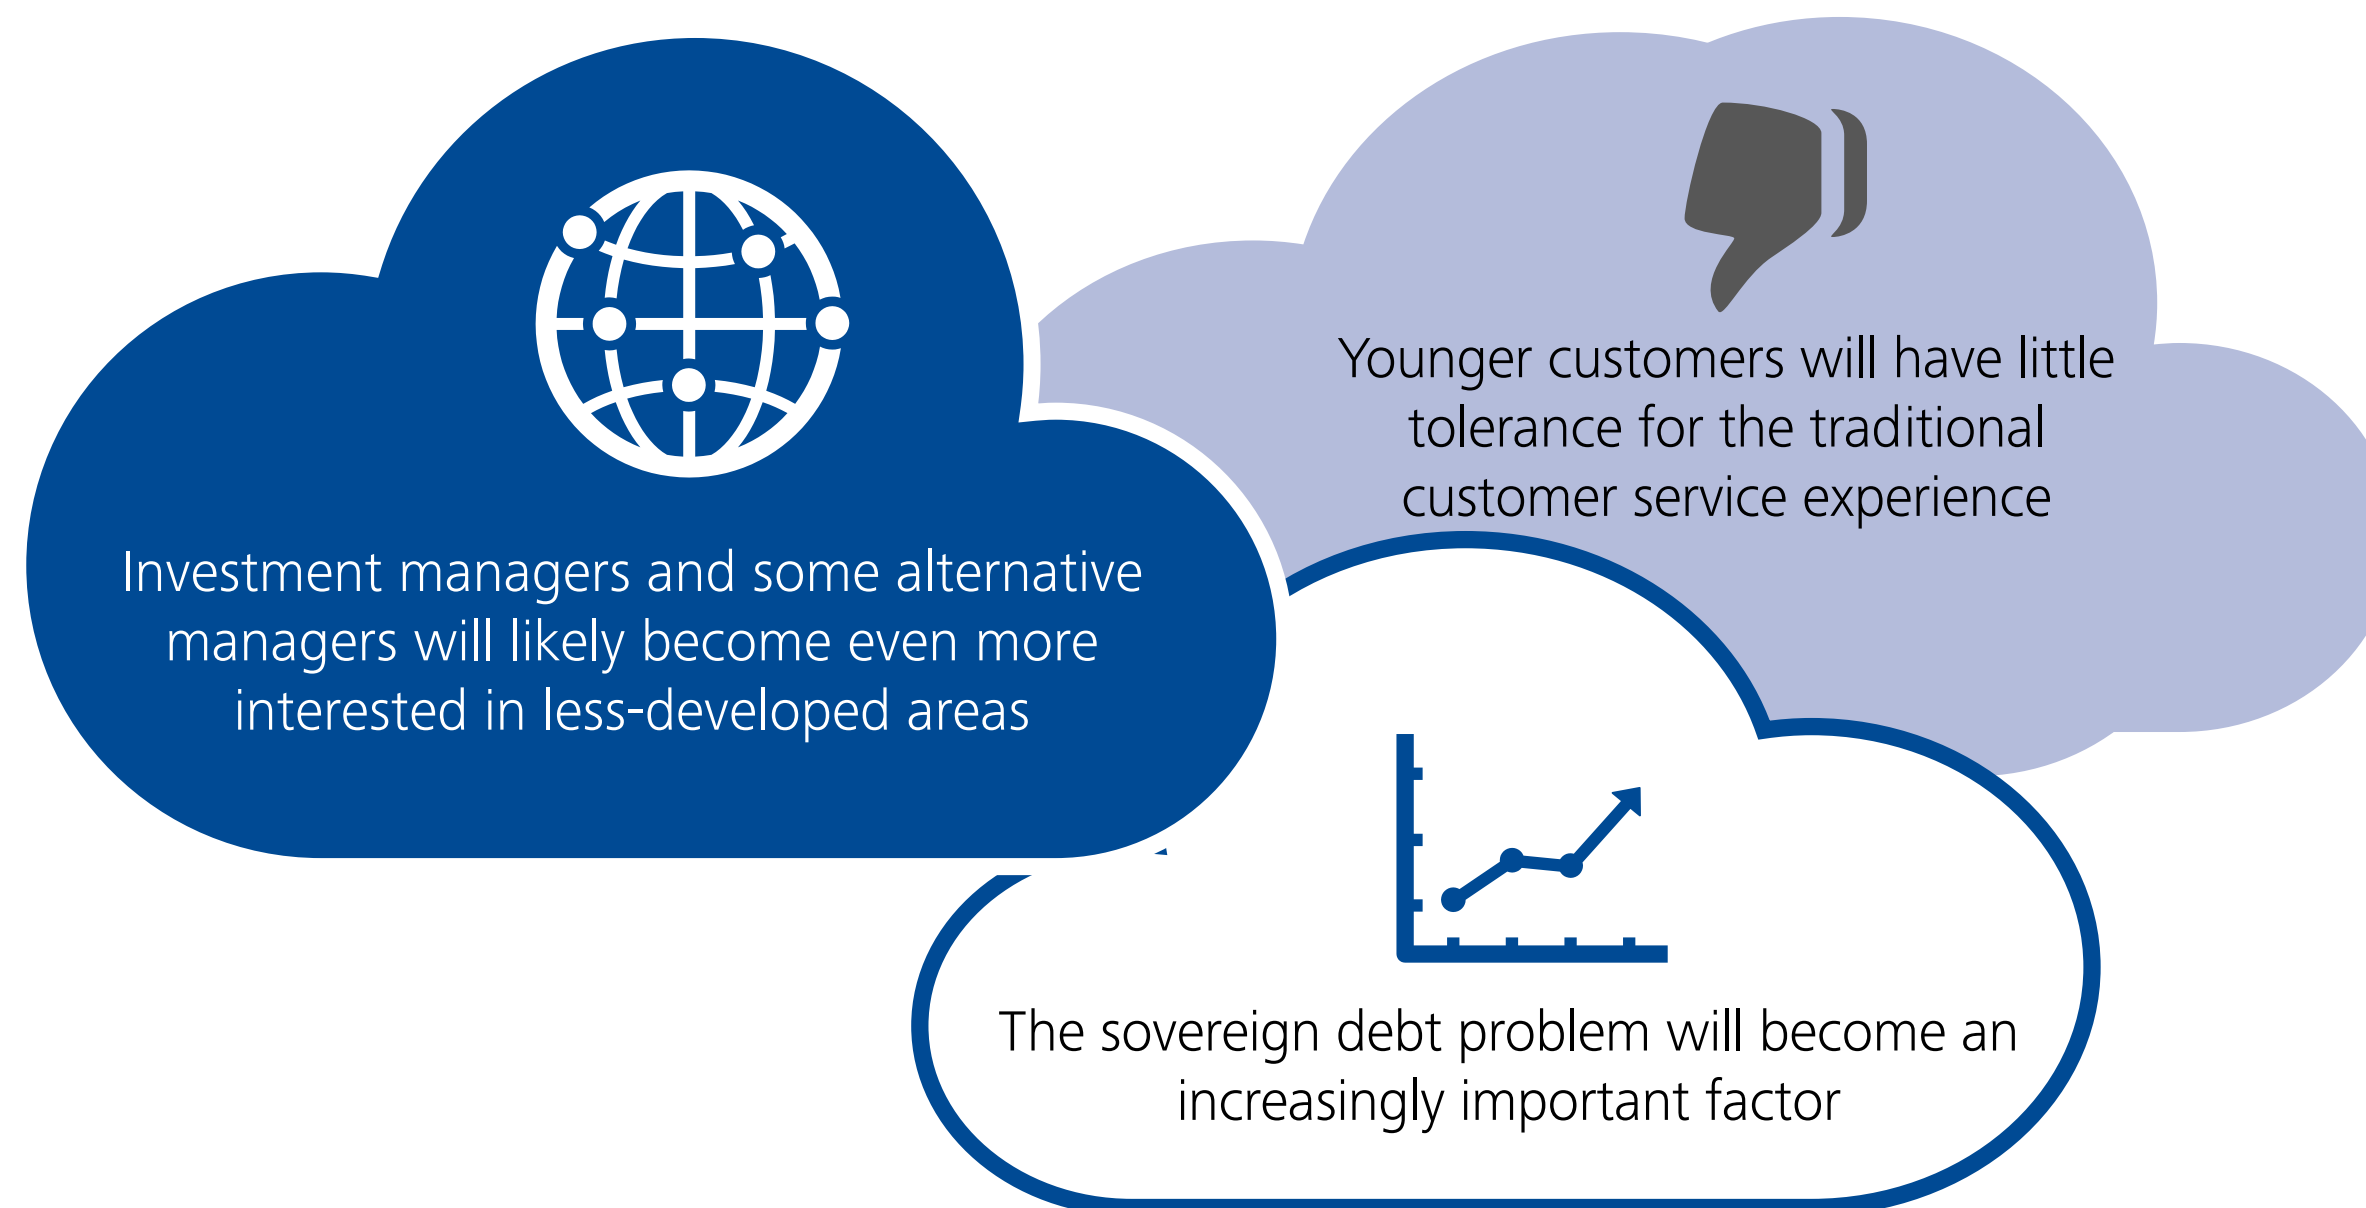 Investment managers and some alternative
managers will likely become even more
interested in less-developed areas
Younger customers will have little
tolerance for the traditional
customer service experience
The sovereign debt problem will become an
increasingly important factor